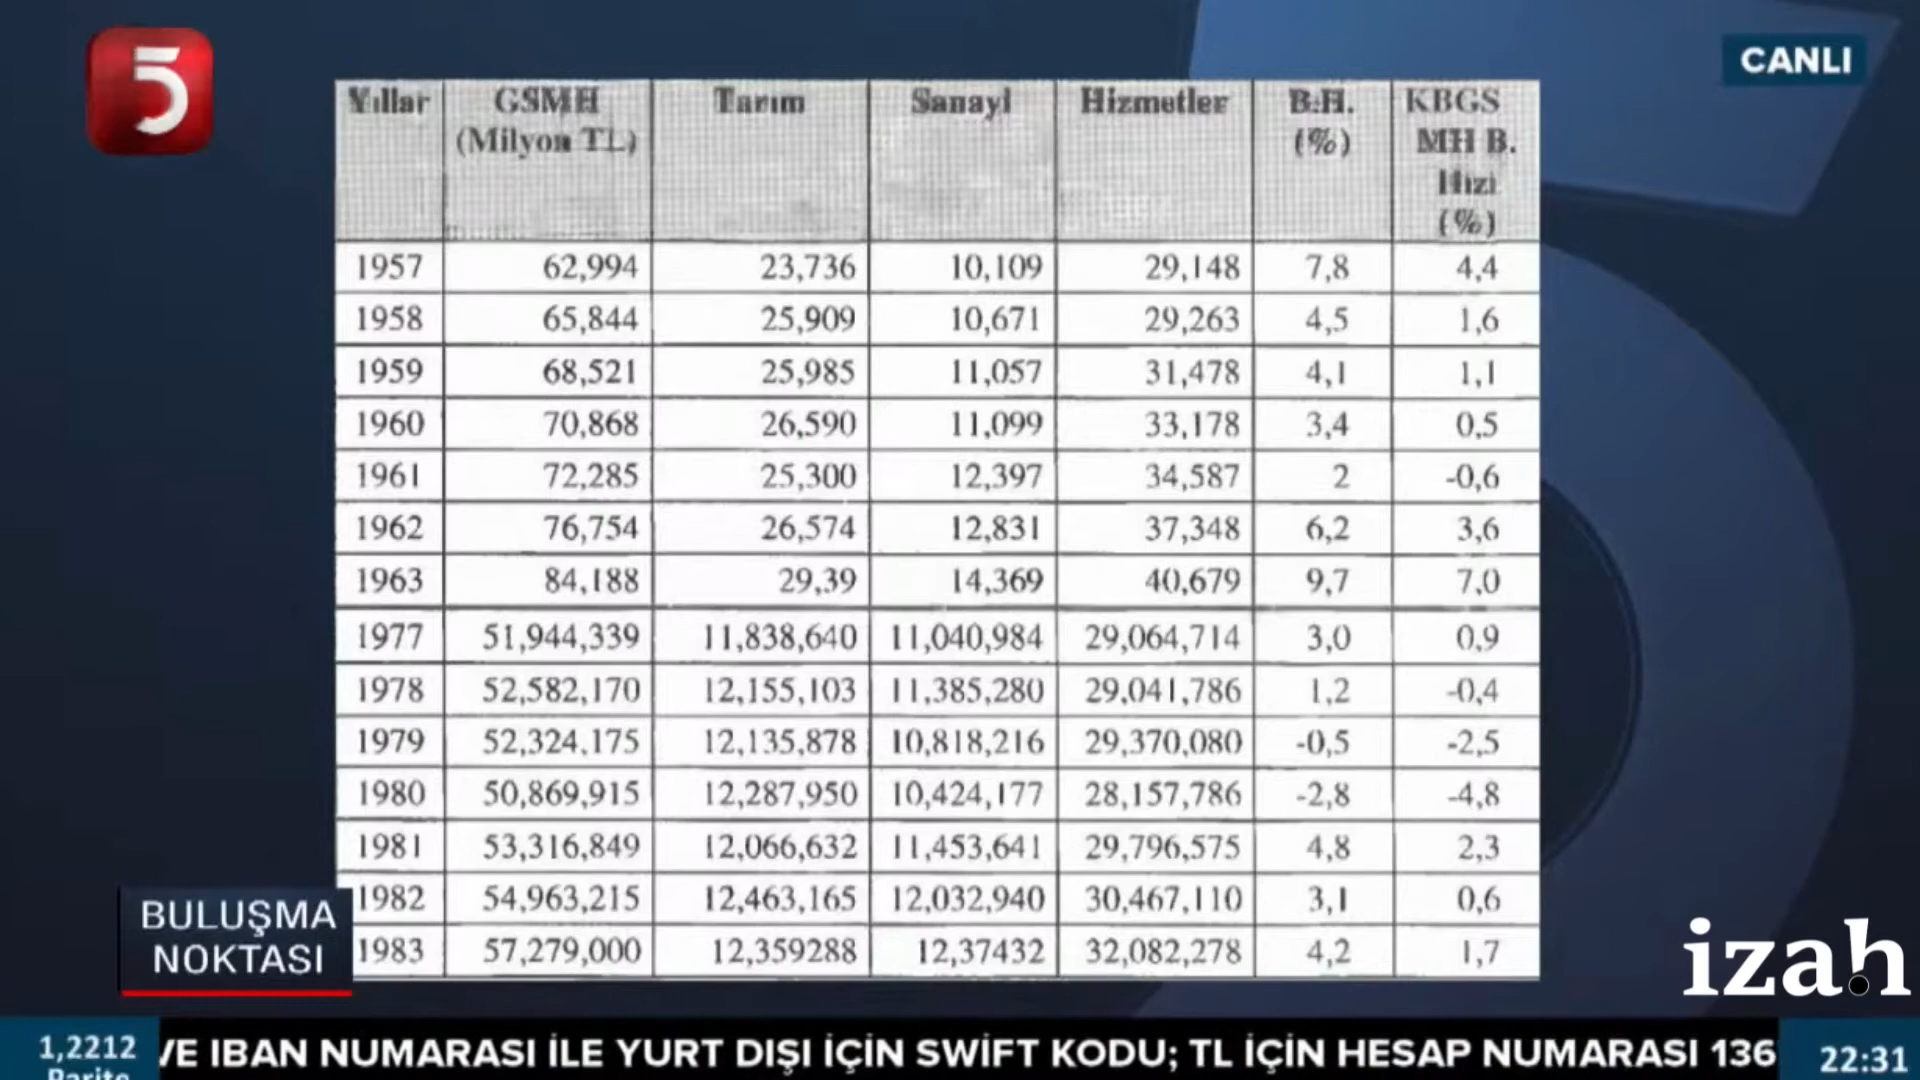 5
CANLI
Yıllar GSMH Tarım Sanayi Hizmetler B.H. KBGS
(Milyon TL) (%) MH B.
Hızı
(%)
1957 62,994 23,736 10,109 29,148 7,8 4,4
1958 65,844 25,909 10,671 29,263 4,5 1,6
1959 68,521 25,985 11,057 31,478 4,1 1,1
1960 70,868 26,590 11,099 33,178 3,4 0,5
1961 72,285 25,300 12,397 34,587 2 -0,6
1962 76,754 26,574 12,831 37,348 6,2 3,6
1963 84,188 29,39 14,369 40,679 9,7 7,0
1977 51,944,339 11,838,640 11,040,984 29,064,714 3,0 0,9
1978 52,582,170 12,155,103 11,385,280 29,041,786 1,2 -0,4
1979 52,324,175 12,135,878 10,818,216 29,370,080 -0,5 -2,5
1980 50,869,915 12,287,950 10,424,177 28,157,786 -2,8 -4,8
1981 53,316,849 12,066,632 11,453,641 29,796,575 4,8 2,3
1982 54,963,215 12,463,165 12,032,940 30,467,110 3,1 0,6
1983 57,279,000 12,359288 12,37432 32,082,278 4,2 1,7
BULUŞMA
NOKTASI
izah
1,2212
Parite
VE IBAN NUMARASI İLE YURT DIŞI İÇİN SWİFT KODU; TL İÇİN HESAP NUMARASI 136
22:31